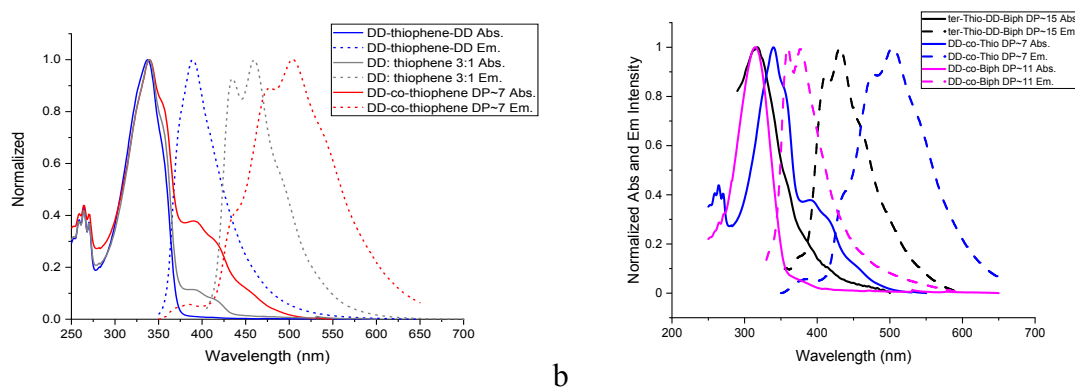 DD-thiophene-DD Abs.
DD-thiophene-DD Em.
DD: thiophene 3:1 Abs.
DD: thiophene 3:1 Em.
DD-co-thiophene DP~7 Abs.
DD-co-thiophene DP~7 Em.
Normalized
1.0
0.8
0.6
0.4
0.2
0.0
250 300 350 400 450 500 550 600 650 700
Wavelength (nm)
b
ter-Thio-DD-Biph DP~15 Abs
ter-Thio-DD-Biph DP~15 Em.
DD-co-Thio DP~7 Abs.
DD-co-Thio DP~7 Em.
DD-co-Biph DP~11 Abs.
DD-co-Biph DP~11 Em.
Normalized Abs and Em Intensity
1
0.8
0.6
0.4
0.2
0
200 300 400 500 600 700
Wavelength (nm)